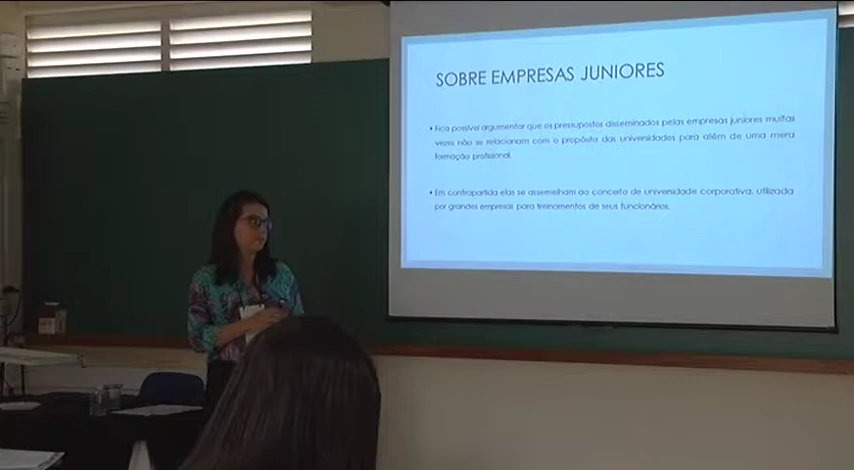 SOBRE EMPRESAS JUNIORES
• Fica possível argumentar que os pressupostos disseminados pelas empresas juniores muitas
vezes não se relacionam com o propósito das universidades para além de uma mera
formação profissional.
• Em contrapartida elas se assemelham ao conceito de universidade corporativa, utilizada
por grandes empresas para treinamentos de seus funcionários.